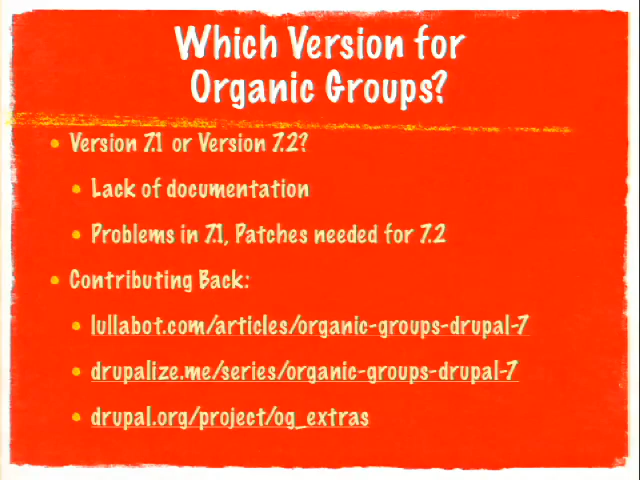 Which Version for
Organic Groups?
• Version 7.1 or Version 7.2?
• Lack of documentation
• Problems in 7.1, Patches needed for 7.2
• Contributing Back:
• lullabot.com/articles/organic-groups-drupal-7
• drupalize.me/series/organic-groups-drupal-7
• drupal.org/project/og_extras